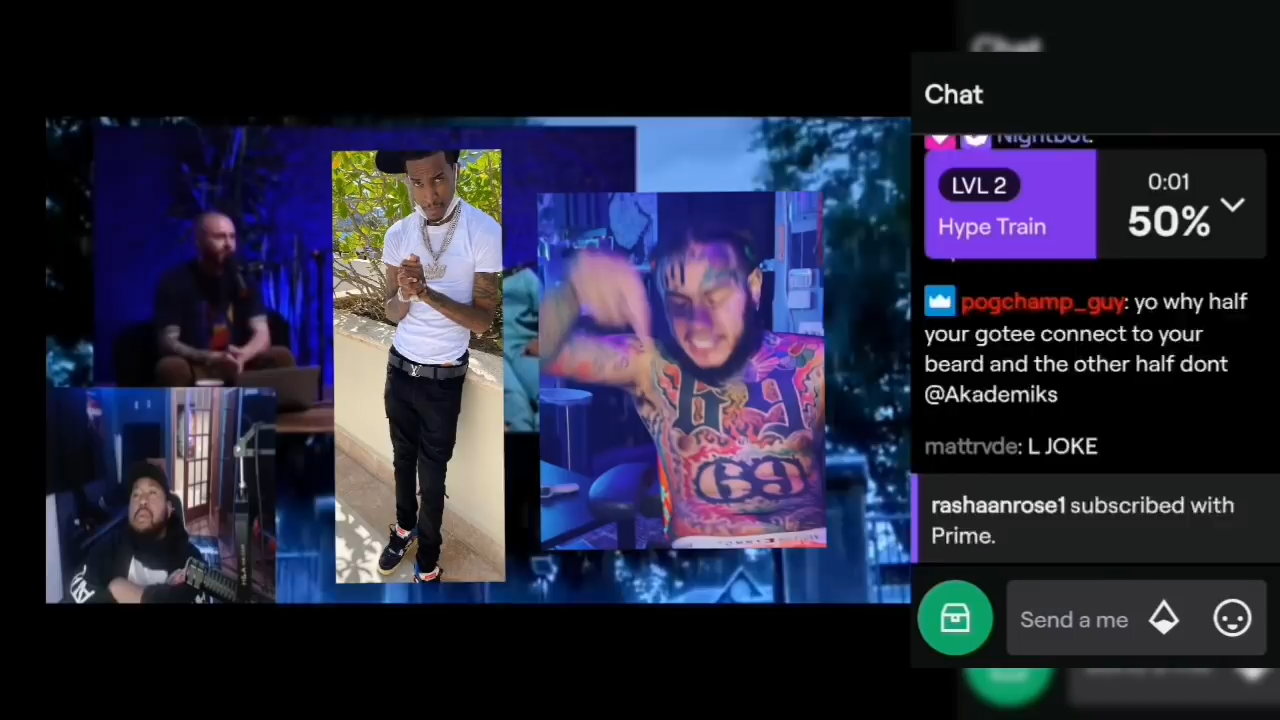 Chat
Chat
Nightbot:
LVL 2
0:01
Hype Train
50%
pogchamp_guy: yo why half
your gotee connect to your
beard and the other half dont
@Akademiks
mattrvde: L JOKE
rashaanrose1 subscribed with
Prime.
Send a me
69
69